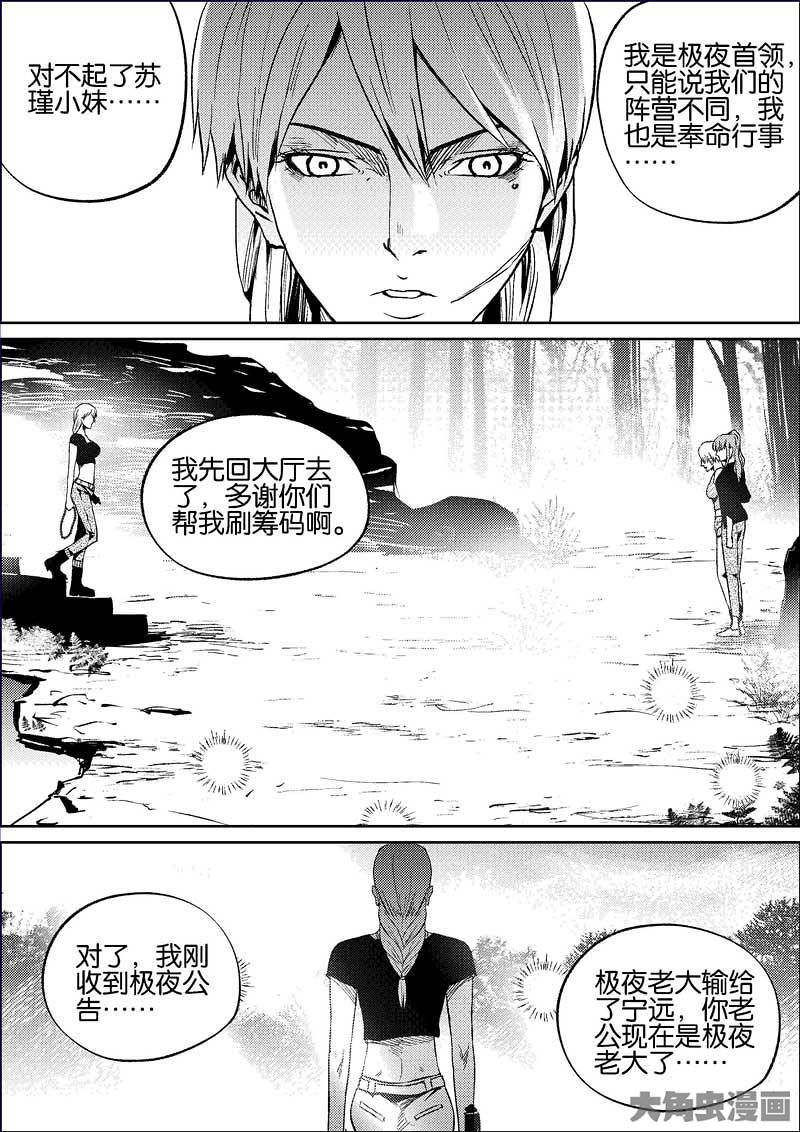 对不起了苏
瑾小妹……
我是极夜首领，
只能说我们的
阵营不同，我
也是奉命行事
……
我先回大厅去
了，多谢你们
帮我刷筹码啊。
对了，我刚
收到极夜公
告……
极夜老大输给
了宁远，你老
公现在是极夜
老大了……
大角虫漫画